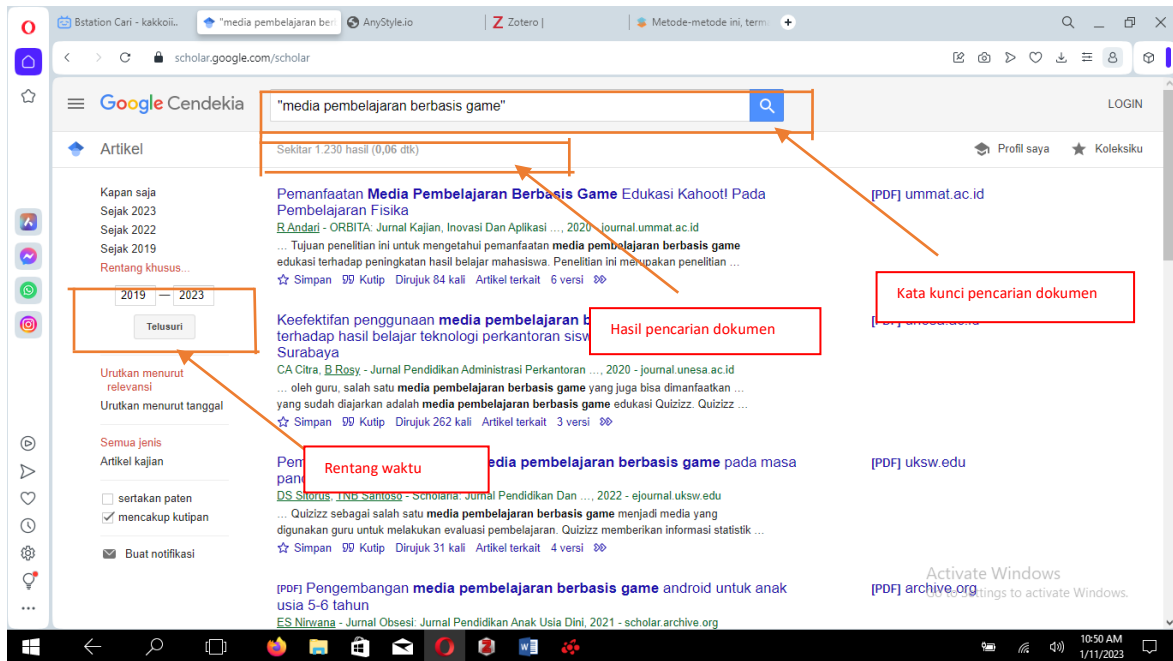 Bstation Cari - kakkoii..
"media pembelajaran beri
AnyStyle.io
Zotero |
Metode-metode ini, term
scholar.google.com/scholar
Google Cendekia
"media pembelajaran berbasis game"
LOGIN
Artikel
Sekitar 1.230 hasil (0,06 dtk)
Profil saya
Koleksiku
Kapan saja
Sejak 2023
Sejak 2022
Sejak 2019
Rentang khusus...
2019 — 2023
Telusuri
Urutkan menurut
relevansi
Urutkan menurut tanggal
Semua jenis
Artikel kajian
sertakan paten
mencakup kutipan
Buat notifikasi
Pemanfaatan Media Pembelajaran Berbasis Game Edukasi Kahoot! Pada
Pembelajaran Fisika
R Andari - ORBITA: Jurnal Kajian, Inovasi Dan Aplikasi ..., 2020 - journal.ummat.ac.id
... Tujuan penelitian ini untuk mengetahui pemanfaatan media pembelajaran berbasis game
edukasi terhadap peningkatan hasil belajar mahasiswa. Penelitian ini merupakan penelitian ...
Simpan Kutip Dirujuk 84 kali Artikel terkait 6 versi
[PDF] ummat.ac.id
Kata kunci pencarian dokumen
Hasil pencarian dokumen
Rentang waktu
Keefektifan penggunaan media pembelajaran
terhadap hasil belajar teknologi perkantoran
Surabaya
CA Citra, B Rosy - Jurnal Pendidikan Administrasi Perkantoran ..., 2020 - journal.unesa.ac.id
... oleh guru, salah satu media pembelajaran berbasis game yang juga bisa dimanfaatkan ...
yang sudah diajarkan adalah media pembelajaran berbasis game edukasi Quizizz. Quizizz ...
Simpan Kutip Dirujuk 262 kali Artikel terkait 3 versi
pembelajaran berbasis game pada masa
DS Sitorus, TNB Santoso - Scholaria: Jurnal Pendidikan Dan ..., 2022 - ejournal.uksw.edu
... Quizizz sebagai salah satu media pembelajaran berbasis game menjadi media yang
digunakan guru untuk melakukan evaluasi pembelajaran. Quizizz memberikan informasi statistik ...
Simpan Kutip Dirujuk 31 kali Artikel terkait 4 versi
[PDF] uksw.edu
[PDF] Pengembangan media pembelajaran berbasis game android untuk anak
usia 5-6 tahun
ES Nirwana - Jurnal Obsesi: Jurnal Pendidikan Anak Usia Dini, 2021 - scholar.archive.org
[PDF] archive.org
Activate Windows
Go to Settings to activate Windows.
10:50 AM
1/11/2023